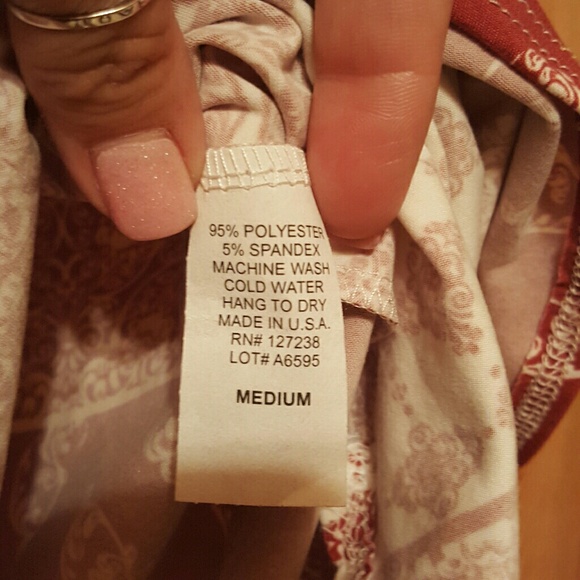 95% POLYESTER
5% SPANDEX
MACHINE WASH
COLD WATER
HANG TO DRY
MADE IN U.S.A.
RN# 127238
LOT# A6595
MEDIUM